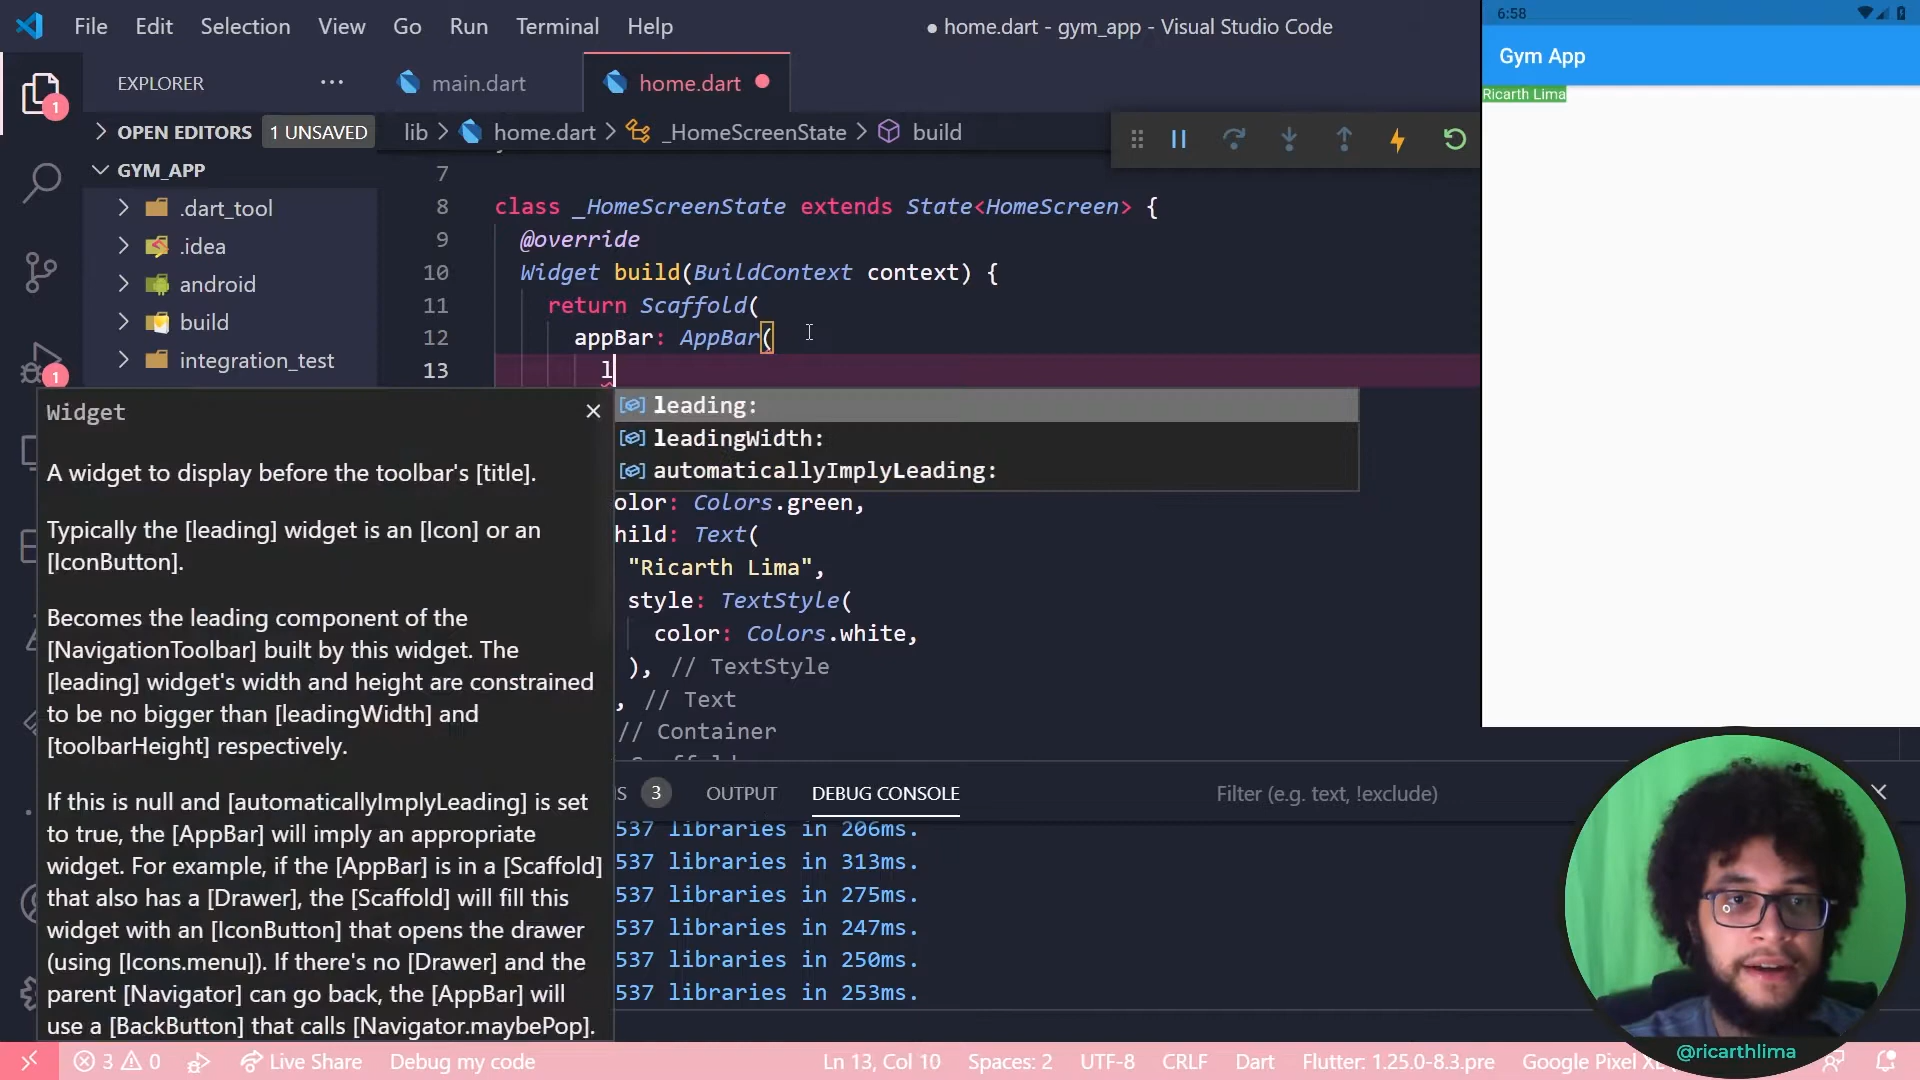 File Edit Selection View Go Run Terminal Help
● home.dart - gym_app - Visual Studio Code
6:58
Gym App
Ricarth Lima
EXPLORER ···
main.dart
home.dart
1
OPEN EDITORS 1 UNSAVED
lib > home.dart > _HomeScreenState > build
GYM_APP
.dart_tool
.idea
android
build
integration_test
1
7
8 class _HomeScreenState extends State<HomeScreen> {
9 @override
10 Widget build(BuildContext context) {
11 return Scaffold(
12 appBar: AppBar(
13 l
leading:
leadingWidth:
automaticallyImplyLeading:
olor: Colors.green,
hild: Text(
"Ricarth Lima",
style: TextStyle(
color: Colors.white,
), // TextStyle
, // Text
// Container
Widget
A widget to display before the toolbar's [title].
Typically the [leading] widget is an [Icon] or an
[IconButton].
Becomes the leading component of the
[NavigationToolbar] built by this widget. The
[leading] widget's width and height are constrained
to be no bigger than [leadingWidth] and
[toolbarHeight] respectively.
If this is null and [automaticallyImplyLeading] is set
to true, the [AppBar] will imply an appropriate
widget. For example, if the [AppBar] is in a [Scaffold]
that also has a [Drawer], the [Scaffold] will fill this
widget with an [IconButton] that opens the drawer
(using [Icons.menu]). If there's no [Drawer] and the
parent [Navigator] can go back, the [AppBar] will
use a [BackButton] that calls [Navigator.maybePop].
S 3 OUTPUT DEBUG CONSOLE Filter (e.g. text, !exclude)
537 libraries in 206ms.
537 libraries in 313ms.
537 libraries in 275ms.
537 libraries in 247ms.
537 libraries in 250ms.
537 libraries in 253ms.
@ricarthlima
3 0 Live Share Debug my code Ln 13, Col 10 Spaces: 2 UTF-8 CRLF Dart Flutter: 1.25.0-8.3.pre Google Pixel